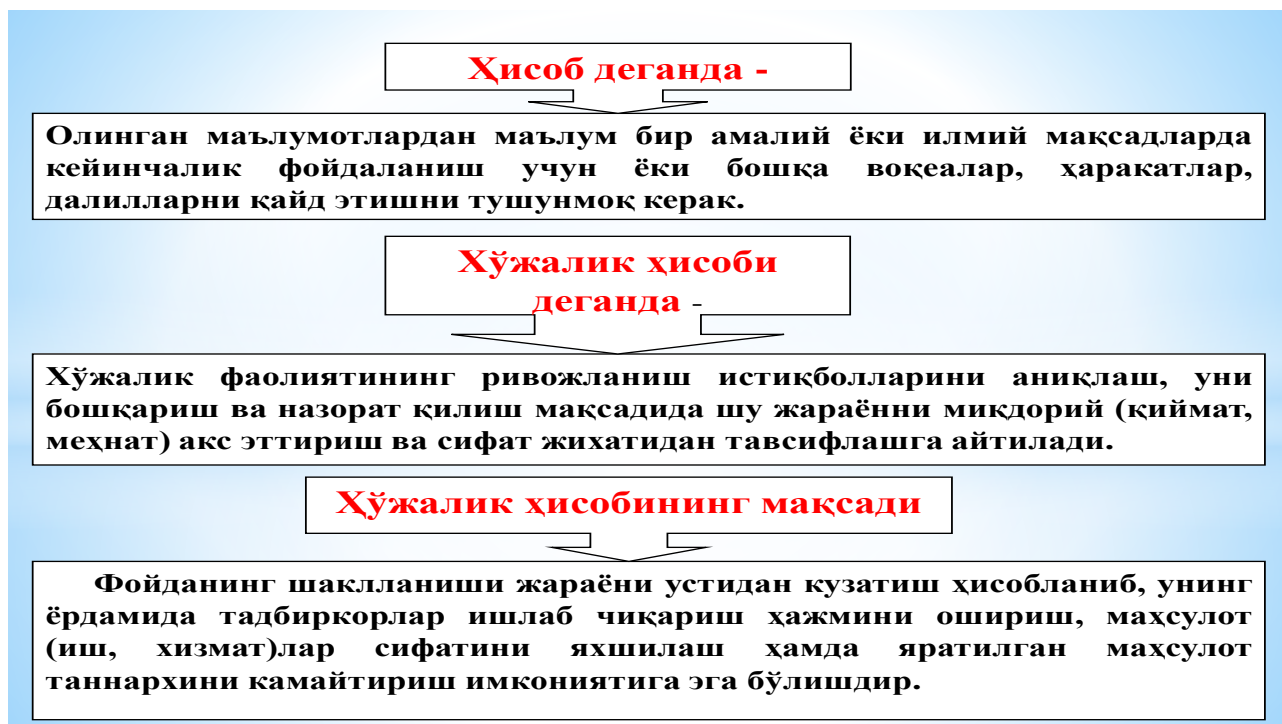 Ҳисоб деганда -
Олинган маълумотлардан маълум бир амалий ёки илмий мақсадларда
кейинчалик фойдаланиш учун ёки бошқа воқеалар, ҳаракатлар,
далилларни қайд этишни тушунмоқ керак.
Хўжалик ҳисоби
деганда -
Хўжалик фаолиятининг ривожланиш истиқболларини аниқлаш, уни
бошқариш ва назорат қилиш мақсадида шу жараённи миқдорий (қиймат,
меҳнат) акс эттириш ва сифат жихатидан тавсифлашга айтилади.
Ҳўжалик ҳисобининг мақсади
Фойданинг шаклланиши жараёни устидан кузатиш ҳисобланиб, унинг
ёрдамида тадбиркорлар ишлаб чиқариш ҳажмини ошириш, маҳсулот
(иш, хизмат)лар сифатини яхшилаш ҳамда яратилган маҳсулот
таннархини камайтириш имкониятига эга бўлишдир.